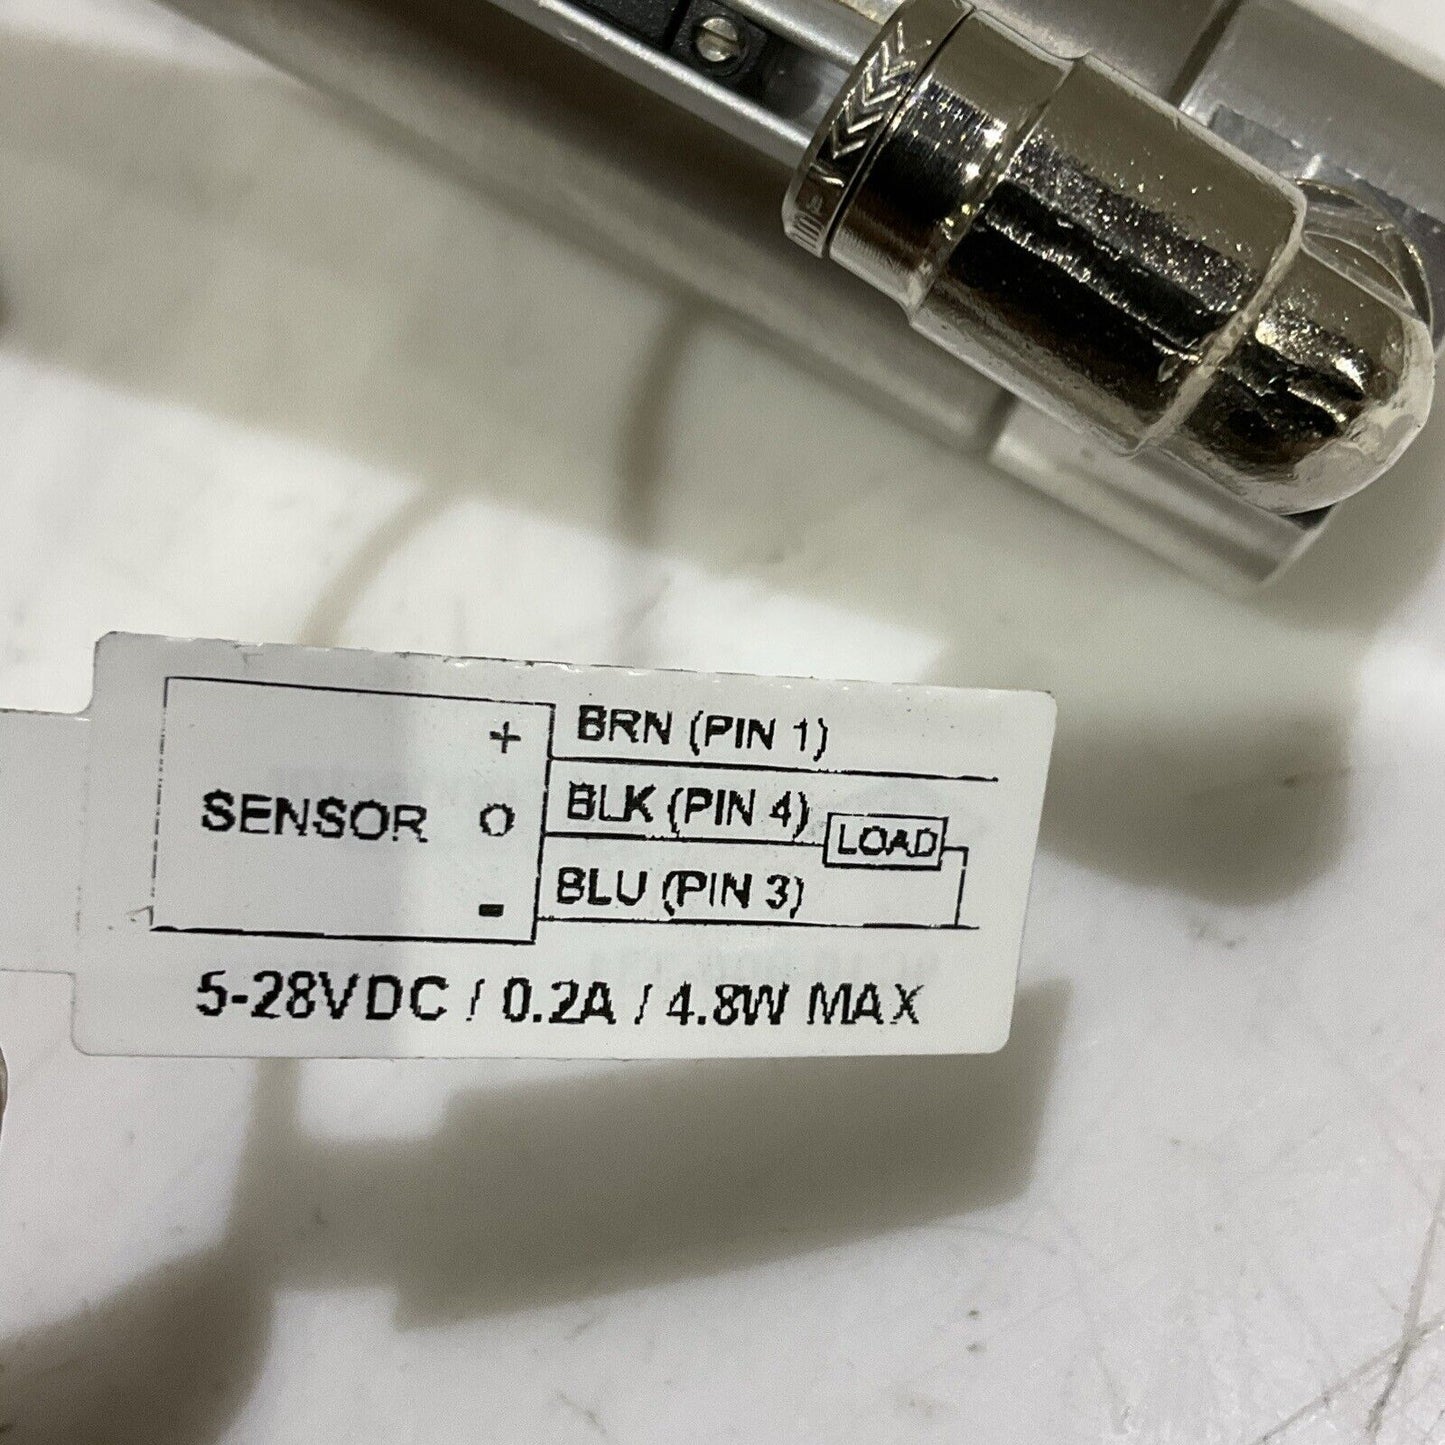 + BRN (PIN 1)
SENSOR O BLK (PIN 4) LOAD
- BLU (PIN 3)
5-28VDC / 0.2A / 4.8W MAX